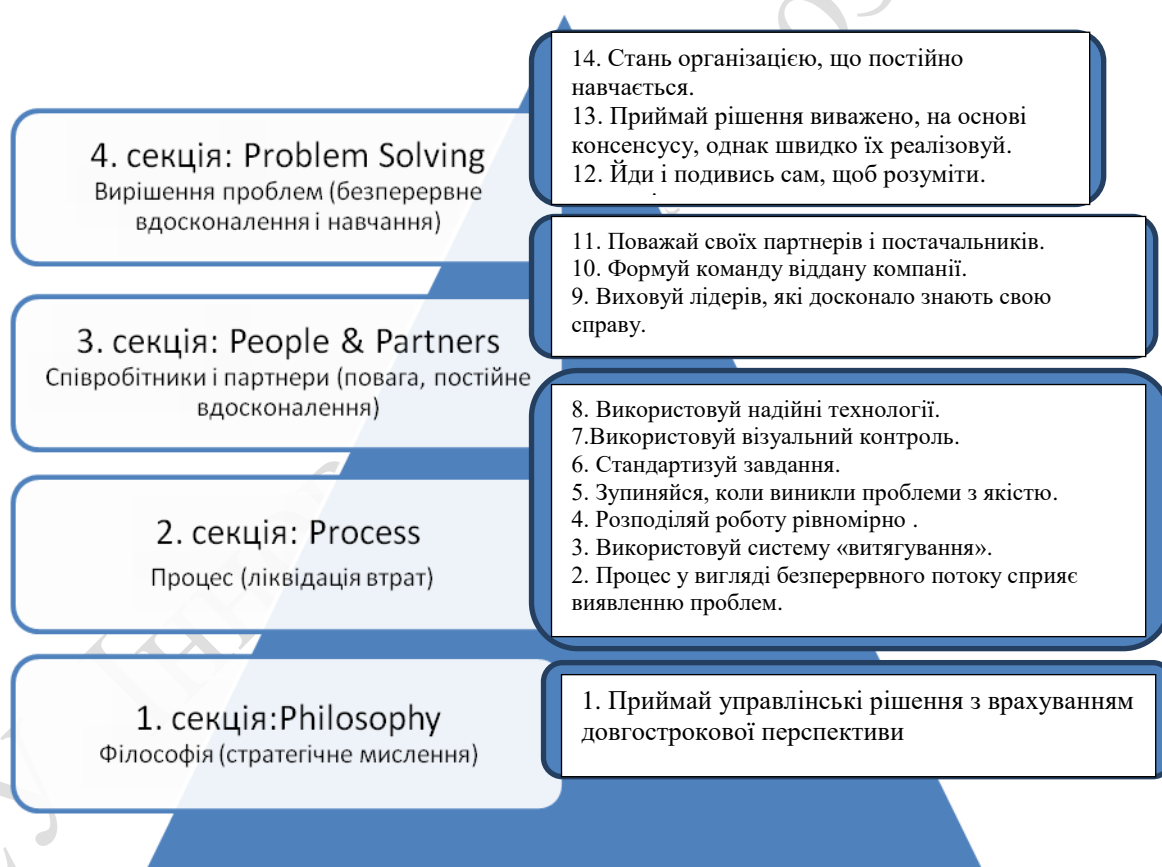 14. Стань організацією, що постійно
навчається.
13. Приймай рішення виважено, на основі
консенсусу, однак швидко їх реалізовуй.
12. Йди і подивись сам, щоб розуміти.
4. секція: Problem Solving
Вирішення проблем (безперервне
вдосконалення і навчання)
11. Поважай своїх партнерів і постачальників.
10. Формуй команду віддану компанії.
9. Виховуй лідерів, які досконало знають свою
справу.
3. секція: People & Partners
Співробітники і партнери (повага, постійне
вдосконалення)
8. Використовуй надійні технології.
7.Використовуй візуальний контроль.
6. Стандартизуй завдання.
5. Зупиняйся, коли виникли проблеми з якістю.
4. Розподіляй роботу рівномірно .
3. Використовуй систему «витягування».
2. Процес у вигляді безперервного потоку сприяє
виявленню проблем.
2. секція: Process
Процес (ліквідація втрат)
1. Приймай управлінські рішення з врахуванням
довгострокової перспективи
1. секція:Philosophy
Філософія (стратегічне мислення)